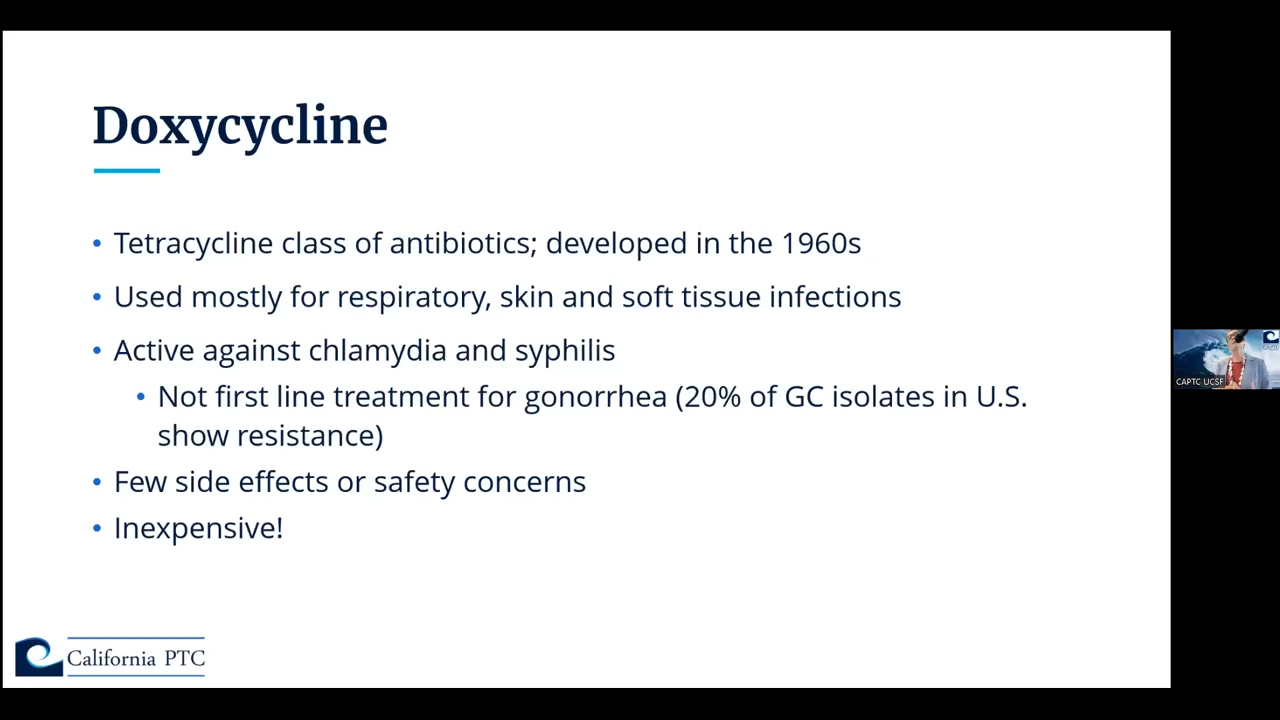 Doxycycline
• Tetracycline class of antibiotics; developed in the 1960s
• Used mostly for respiratory, skin and soft tissue infections
• Active against chlamydia and syphilis
• Not first line treatment for gonorrhea (20% of GC isolates in U.S.
show resistance)
• Few side effects or safety concerns
• Inexpensive!
CAPTC UCSF
California PTC